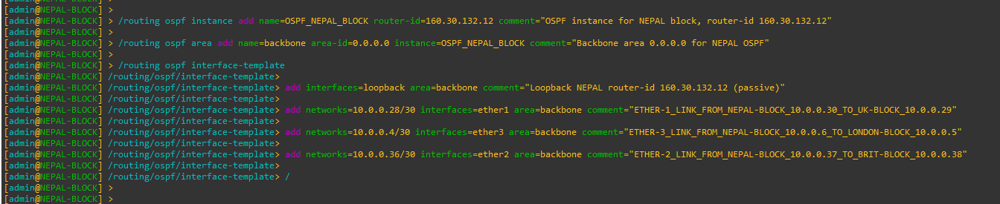 [admin@NEPAL-BLOCK] >
[admin@NEPAL-BLOCK] > /routing ospf instance add name=OSPF_NEPAL_BLOCK router-id=160.30.132.12 comment="OSPF instance for NEPAL block, router-id 160.30.132.12"
[admin@NEPAL-BLOCK] >
[admin@NEPAL-BLOCK] > /routing ospf area add name=backbone area-id=0.0.0.0 instance=OSPF_NEPAL_BLOCK comment="Backbone area 0.0.0.0 for NEPAL OSPF"
[admin@NEPAL-BLOCK] >
[admin@NEPAL-BLOCK] > /routing ospf interface-template
[admin@NEPAL-BLOCK] /routing/ospf/interface-template>
[admin@NEPAL-BLOCK] /routing/ospf/interface-template> add interfaces=loopback area=backbone comment="Loopback NEPAL router-id 160.30.132.12 (passive)"
[admin@NEPAL-BLOCK] /routing/ospf/interface-template>
[admin@NEPAL-BLOCK] /routing/ospf/interface-template> add networks=10.0.0.28/30 interfaces=ether1 area=backbone comment="ETHER-1_LINK_FROM_NEPAL-BLOCK_10.0.0.30_TO_UK-BLOCK_10.0.0.29"
[admin@NEPAL-BLOCK] /routing/ospf/interface-template>
[admin@NEPAL-BLOCK] /routing/ospf/interface-template> add networks=10.0.0.4/30 interfaces=ether3 area=backbone comment="ETHER-3_LINK_FROM_NEPAL-BLOCK_10.0.0.6_TO_LONDON-BLOCK_10.0.0.5"
[admin@NEPAL-BLOCK] /routing/ospf/interface-template>
[admin@NEPAL-BLOCK] /routing/ospf/interface-template> add networks=10.0.0.36/30 interfaces=ether2 area=backbone comment="ETHER-2_LINK_FROM_NEPAL-BLOCK_10.0.0.37_TO_BRIT-BLOCK_10.0.0.38"
[admin@NEPAL-BLOCK] /routing/ospf/interface-template>
[admin@NEPAL-BLOCK] /routing/ospf/interface-template> /
[admin@NEPAL-BLOCK] >
[admin@NEPAL-BLOCK] >